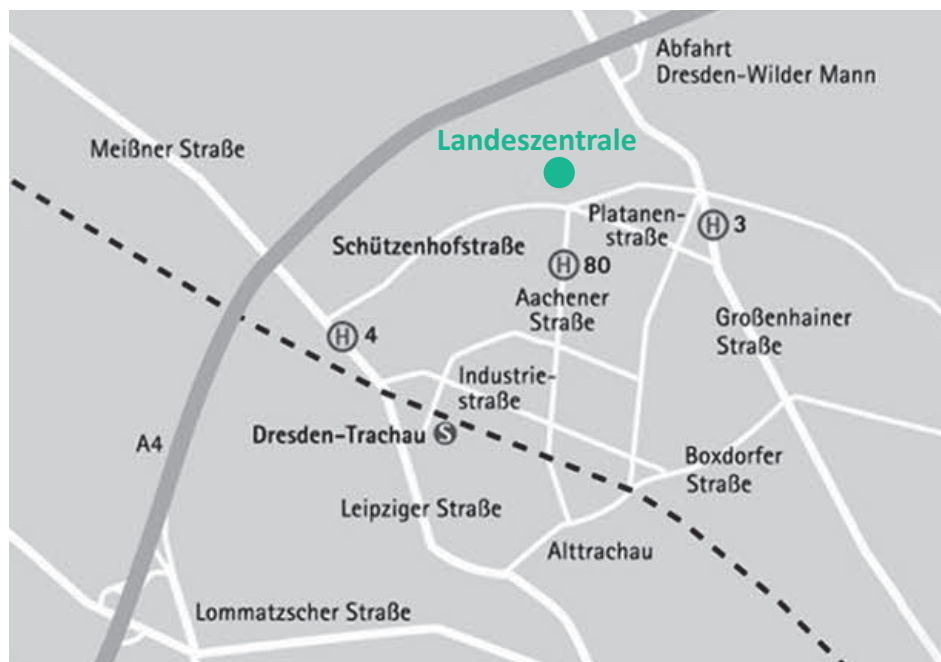 Abfahrt
Dresden-Wilder Mann
Landeszentrale
Meißner Straße
Platanen-
straße
H 3
Schützenhofstraße
H 80
Aachener
Straße
Großenhainer
Straße
H 4
Industrie-
straße
Dresden-Trachau S
A4
Boxdorfer
Straße
Leipziger Straße
Alttrachau
Lommatzscher Straße